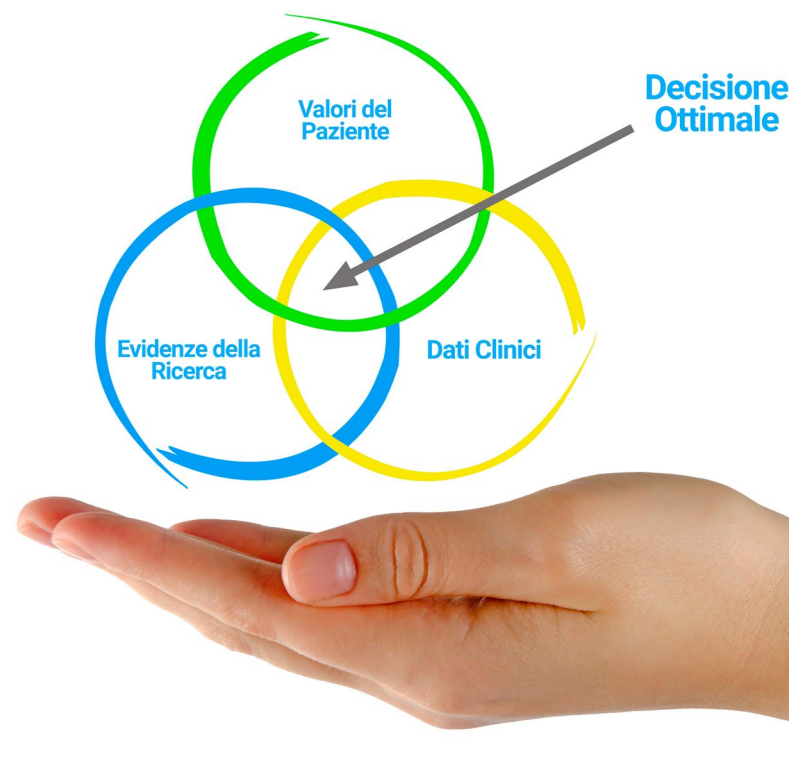 Valori del
Paziente
Decisione
Ottimale
Evidenze della
Ricerca
Dati Clinici